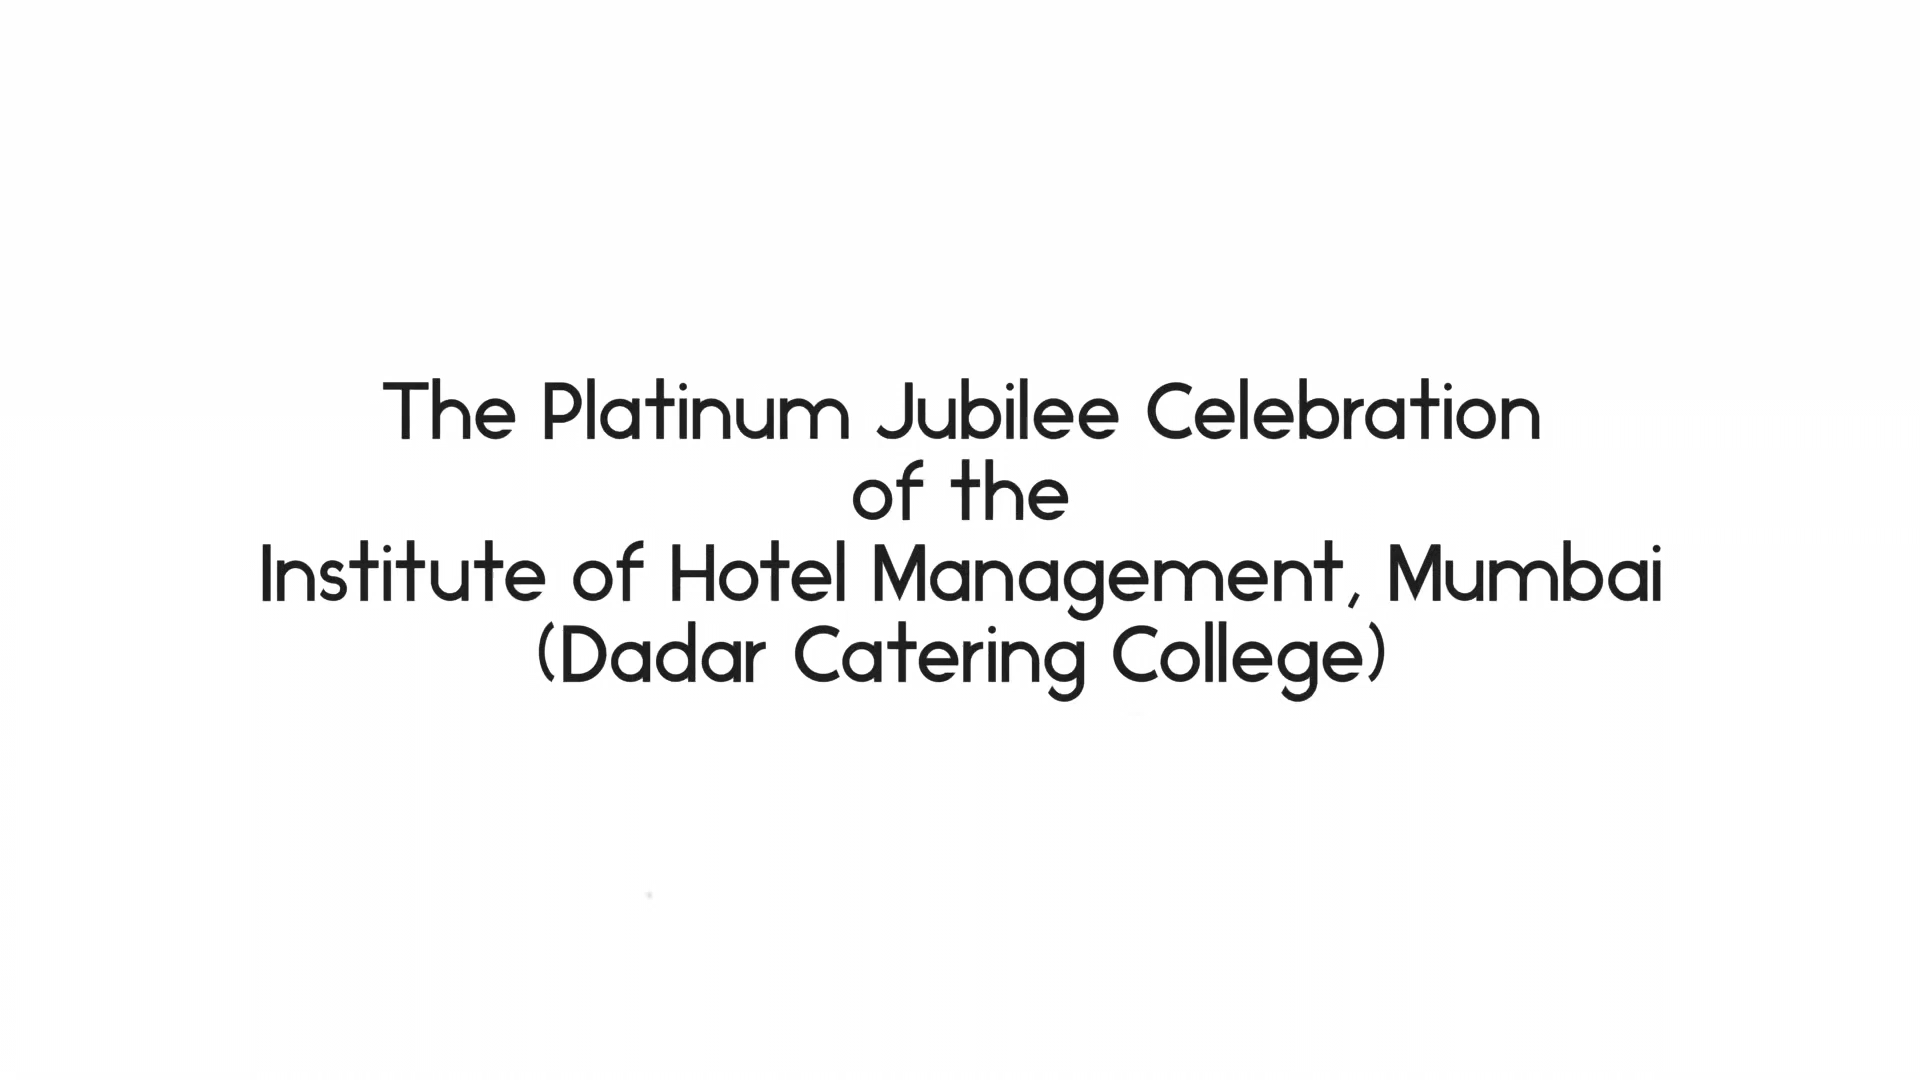 The Platinum Jubilee Celebration
of the
Institute of Hotel Management, Mumbai
(Dadar Catering College)